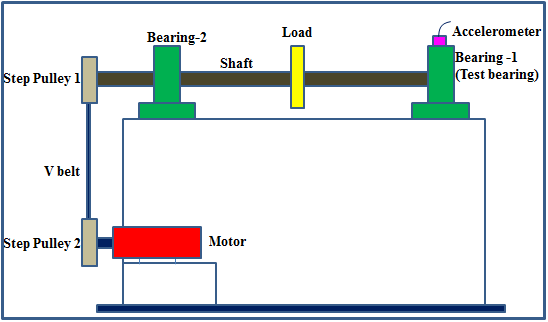 Bearing-2
Load
Accelerometer
Step Pulley 1
Shaft
Bearing -1
(Test bearing)
V belt
Step Pulley 2
Motor